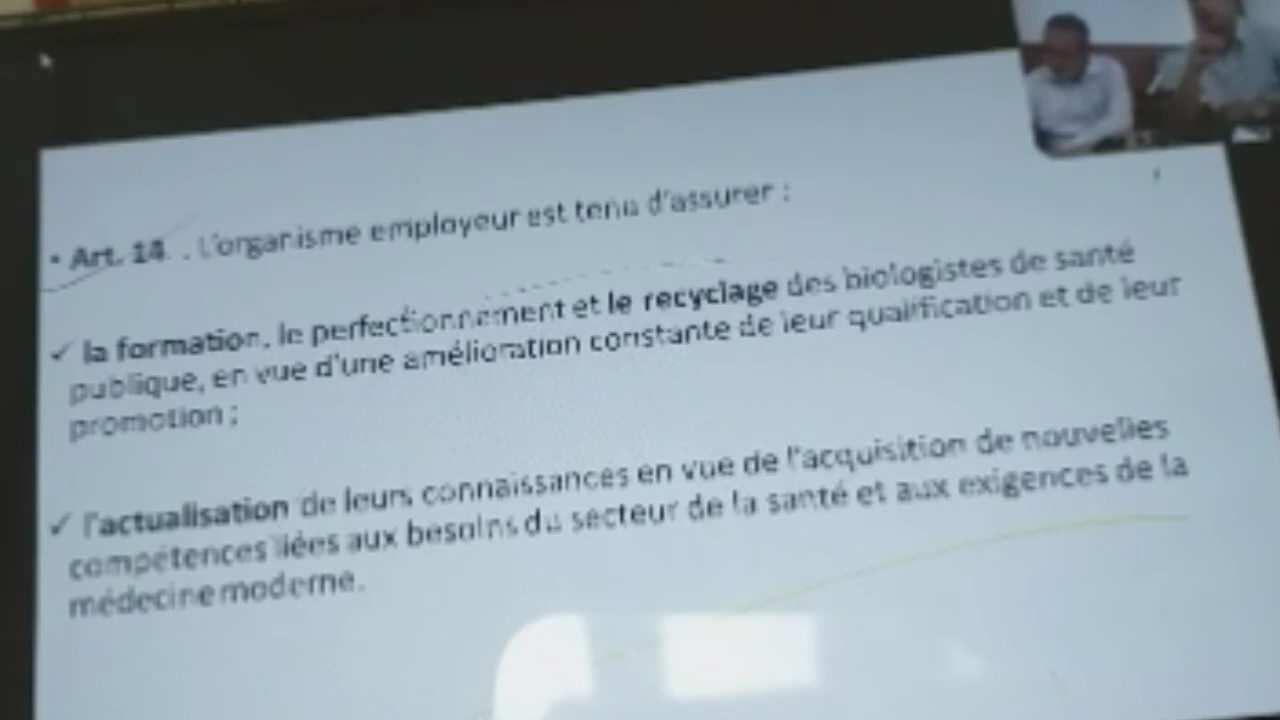 • Art. 14. . L'organisme employeur est tenu d'assurer :
✓ la formation, le perfectionnement et le recyclage des biologistes de santé
publique, en vue d'une amélioration constante de leur qualification et de leur
promotion ;
✓ l'actualisation de leurs connaissances en vue de l'acquisition de nouvelles
compétences liées aux besoins du secteur de la santé et aux exigences de la
médecine moderne.